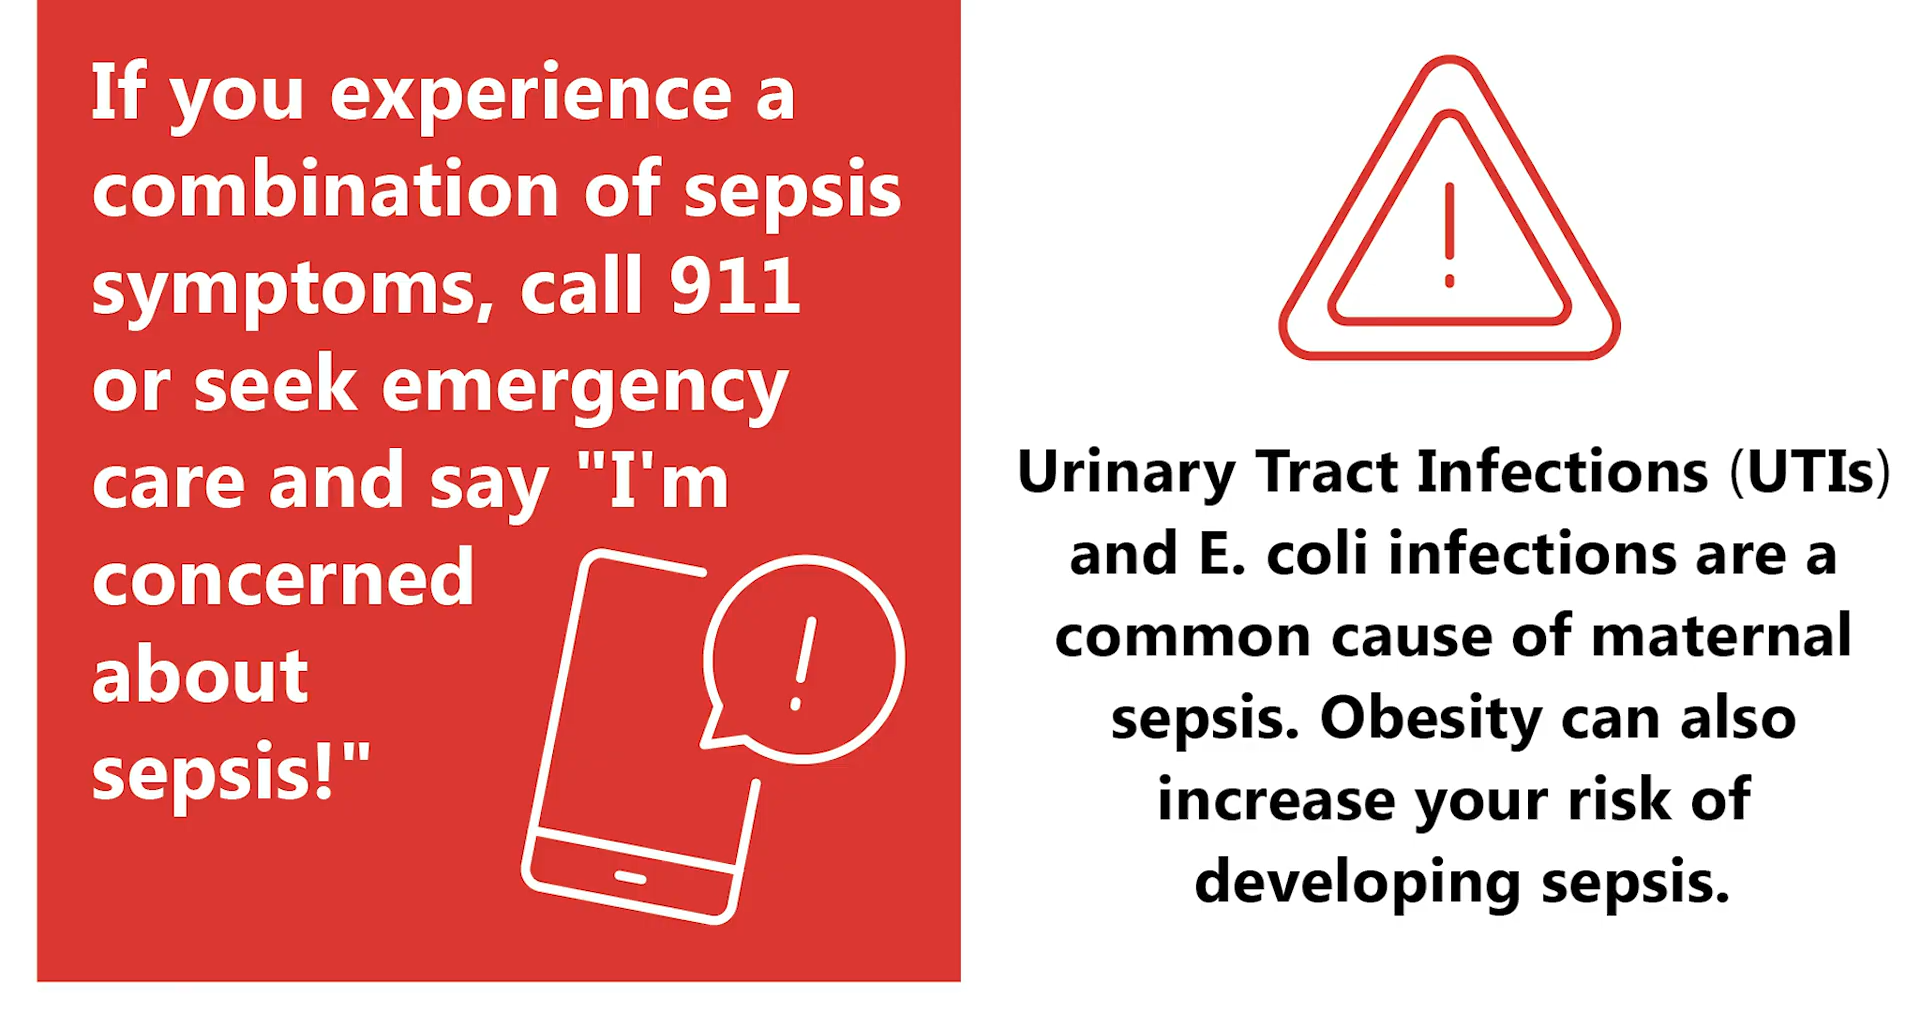 If you experience a
combination of sepsis
symptoms, call 911
or seek emergency
care and say "I'm
concerned
about
sepsis!"
Urinary Tract Infections (UTIs)
and E. coli infections are a
common cause of maternal
sepsis. Obesity can also
increase your risk of
developing sepsis.